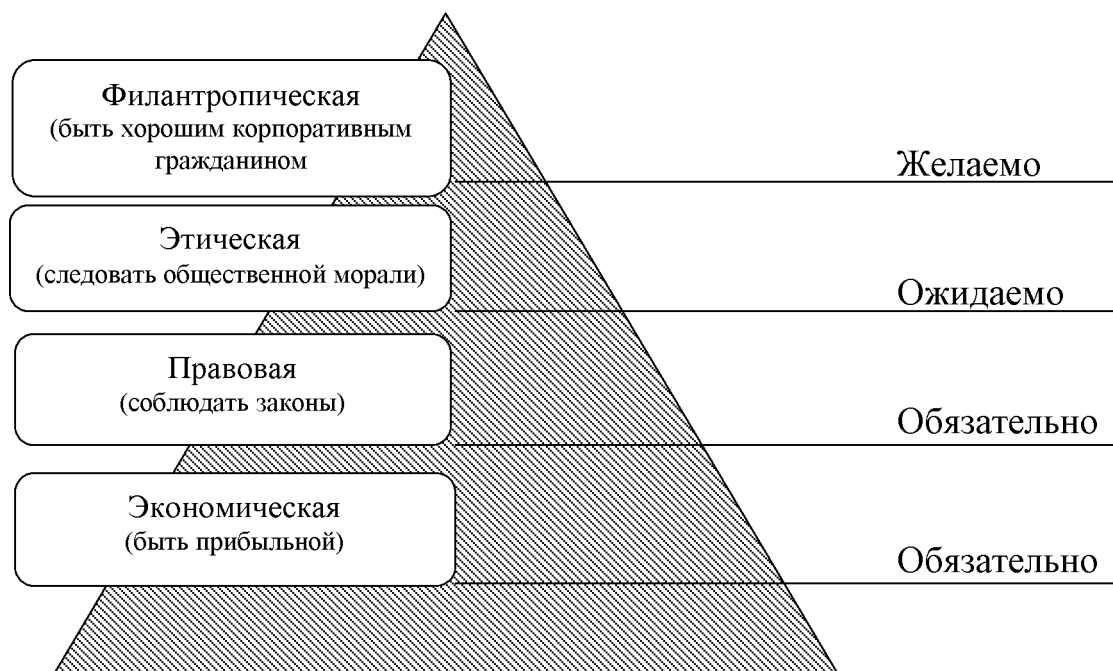 Филантропическая
(быть хорошим корпоративным
гражданином
Желаемо
Этическая
(следовать общественной морали)
Ожидаемо
Правовая
(соблюдать законы)
Обязательно
Экономическая
(быть прибыльной)
Обязательно